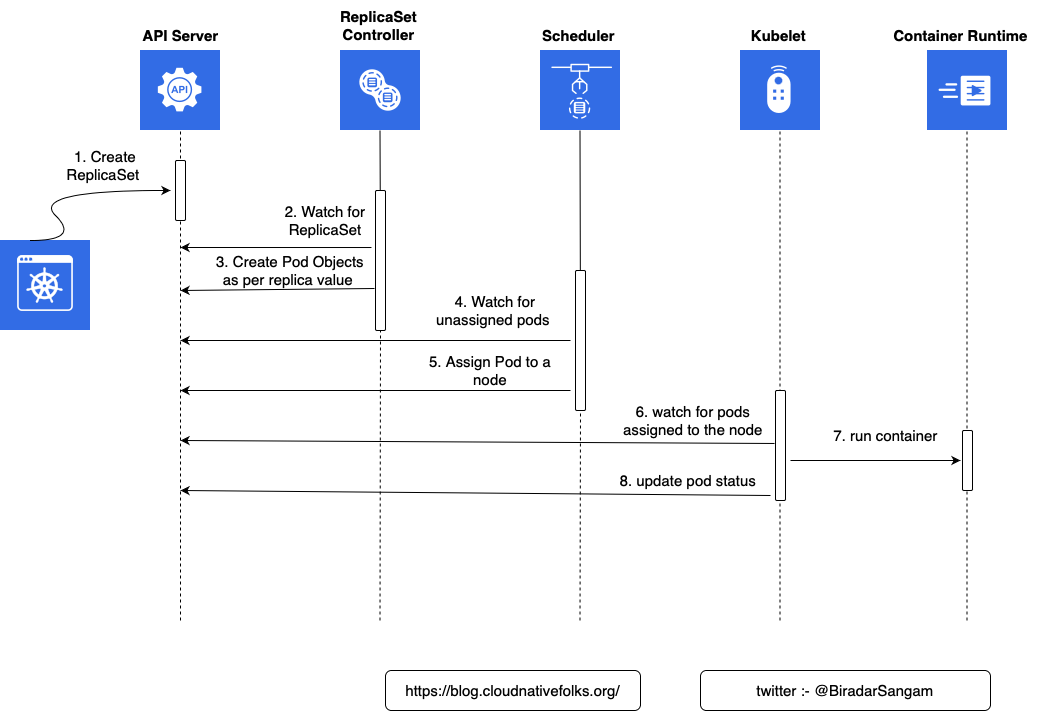 ReplicaSet
API Server
Controller
Scheduler
Kubelet
Container Runtime
API
1. Create
ReplicaSet
2. Watch for
ReplicaSet
3. Create Pod Objects
as per replica value
4. Watch for
unassigned pods
5. Assign Pod to a
node
6. watch for pods
assigned to the node
7. run container
8. update pod status
https://blog.cloudnativefolks.org/
twitter :- @BiradarSangam